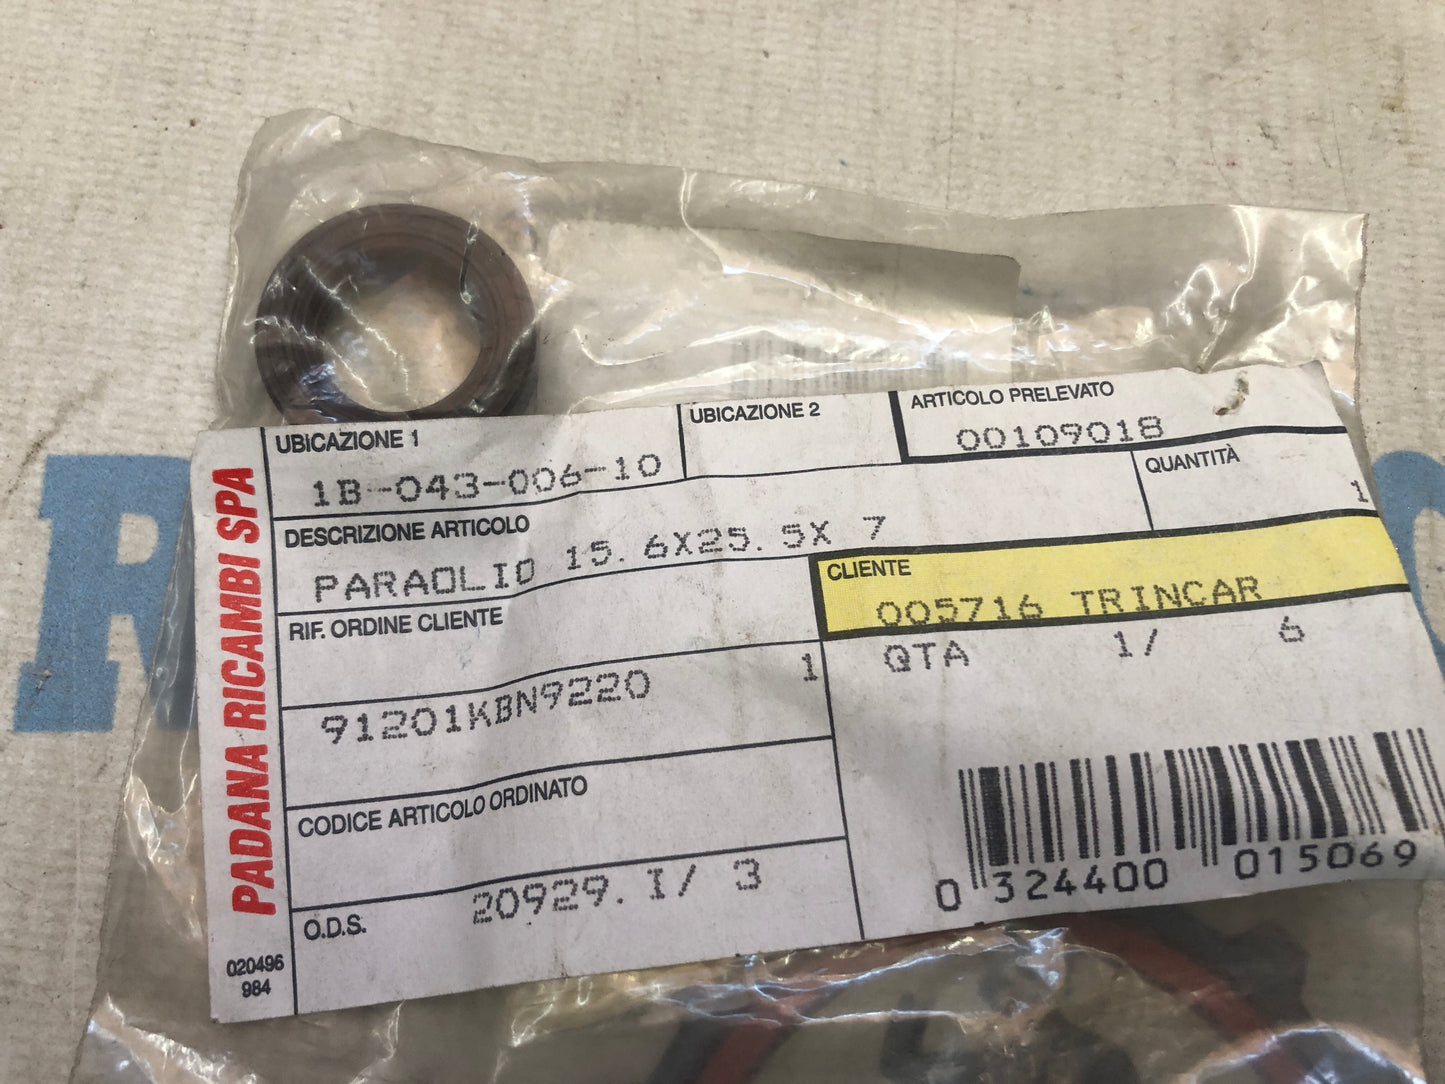 UBICAZIONE 1
1B-043-006-10
UBICAZIONE 2
ARTICOLO PRELEVATO
00109018
DESCRIZIONE ARTICOLO
PARAOLIO 15.6X25.5X 7
QUANTITÀ
1
RIF. ORDINE CLIENTE
1
CLIENTE
005716 TRINCAR
QTA 1/ 6
91201KBN9220
CODICE ARTICOLO ORDINATO
20929.I/ 3
O.D.S.
0 324400 015069
PADANA RICAMBI SPA
020496
984
R